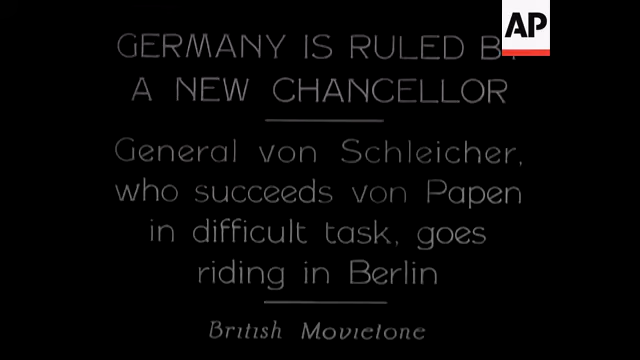 AP
GERMANY IS RULED BY
A NEW CHANCELLOR
General von Schleicher,
who succeeds von Papen
in difficult task, goes
riding in Berlin
British Movietone